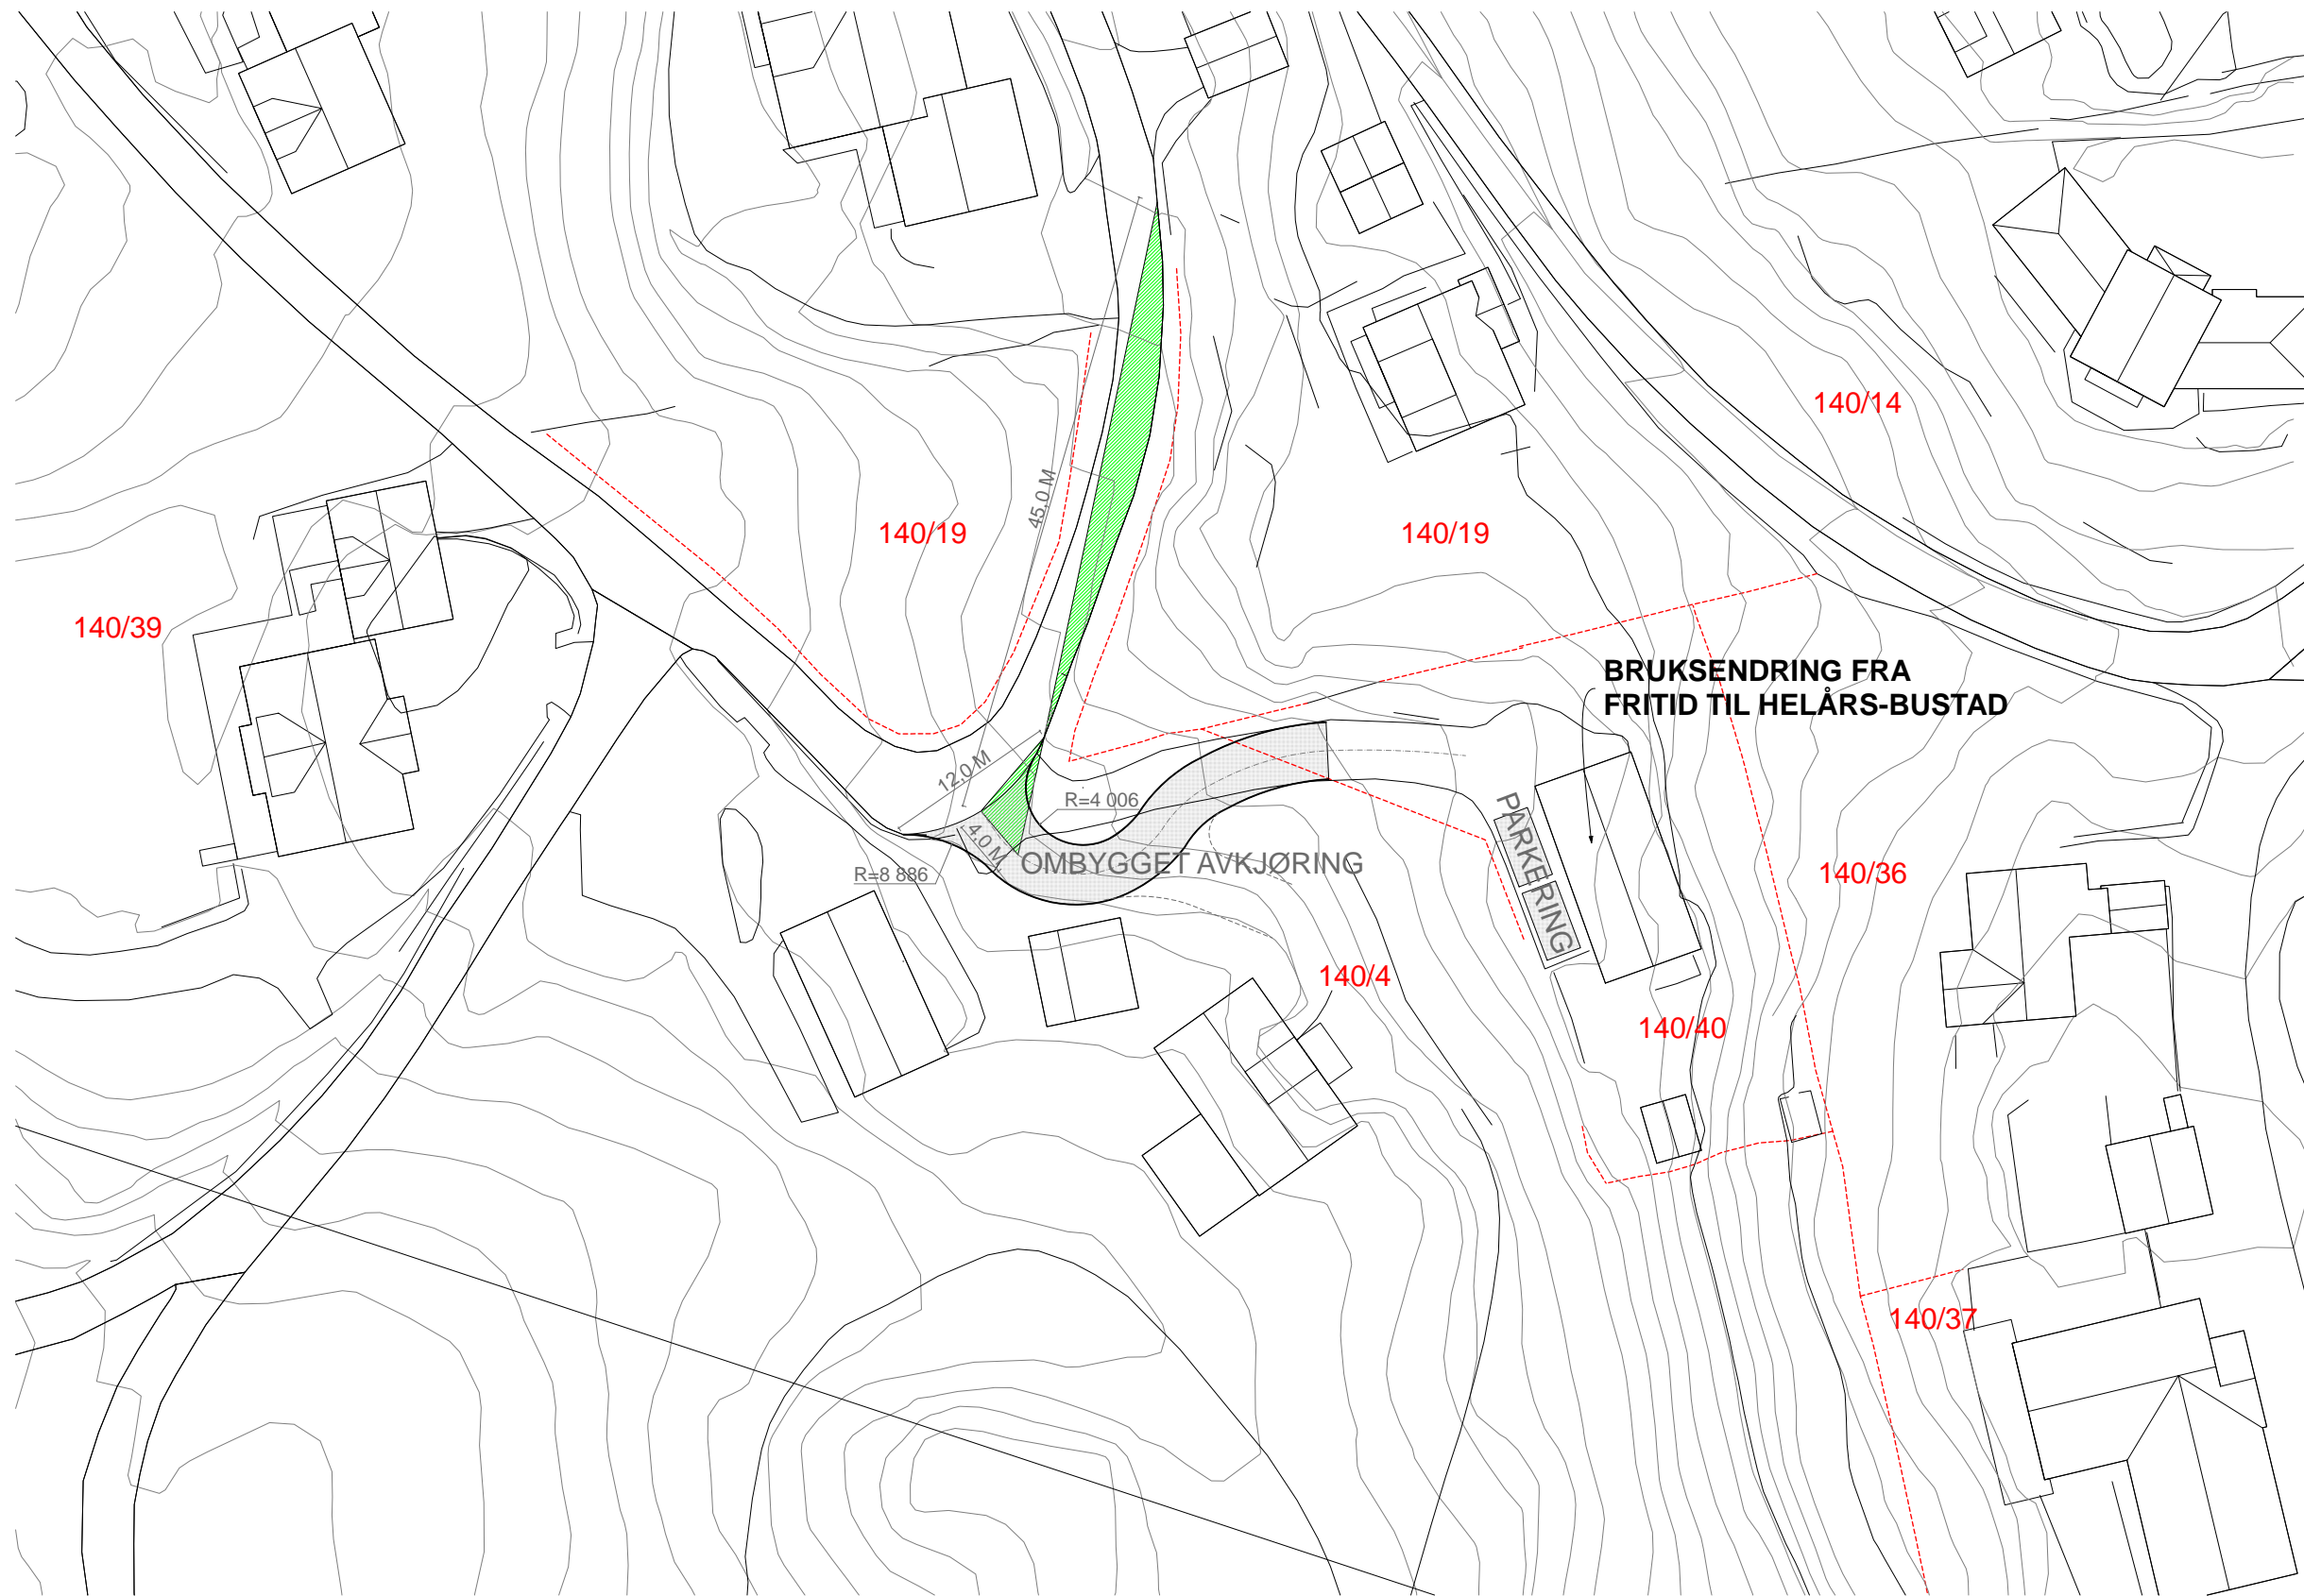 140/14
45,0 M
140/19
140/19
140/39
BRUKSENDRING FRA
FRITID TIL HELÅRS-BUSTAD
12,0 M
R=4 006
4,0 M
OMBYGGET AVKJØRING
R=8 886
PARKERING
140/36
140/4
140/40
140/37